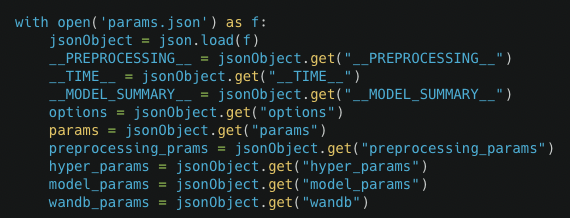 with open('params.json') as f:
    jsonObject = json.load(f)
    __PREPROCESSING__ = jsonObject.get("__PREPROCESSING__")
    __TIME__ = jsonObject.get("__TIME__")
    __MODEL_SUMMARY__ = jsonObject.get("__MODEL_SUMMARY__")
    options = jsonObject.get("options")
    params = jsonObject.get("params")
    preprocessing_prams = jsonObject.get("preprocessing_params")
    hyper_params = jsonObject.get("hyper_params")
    model_params = jsonObject.get("model_params")
    wandb_params = jsonObject.get("wandb")